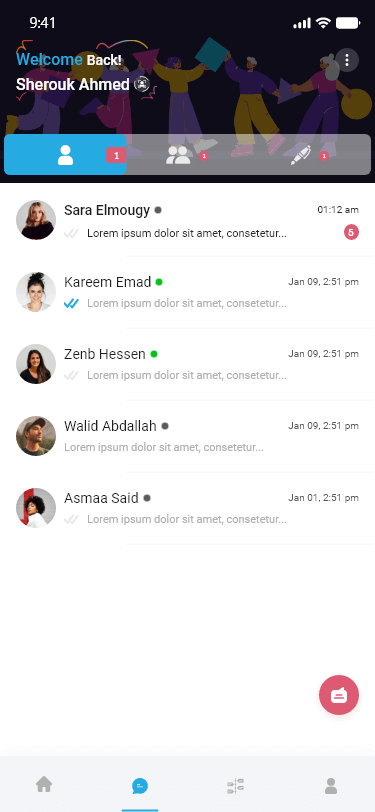 9:41
Welcome Back!
Sherouk Ahmed
1
1
1
Sara Elmougy
01:12 am
Lorem ipsum dolor sit amet, consetetur...
5
Kareem Emad
Jan 09, 2:51 pm
Lorem ipsum dolor sit amet, consetetur...
Zenb Hessen
Jan 09, 2:51 pm
Lorem ipsum dolor sit amet, consetetur...
Walid Abdallah
Jan 09, 2:51 pm
Lorem ipsum dolor sit amet, consetetur...
Asmaa Said
Jan 01, 2:51 pm
Lorem ipsum dolor sit amet, consetetur...